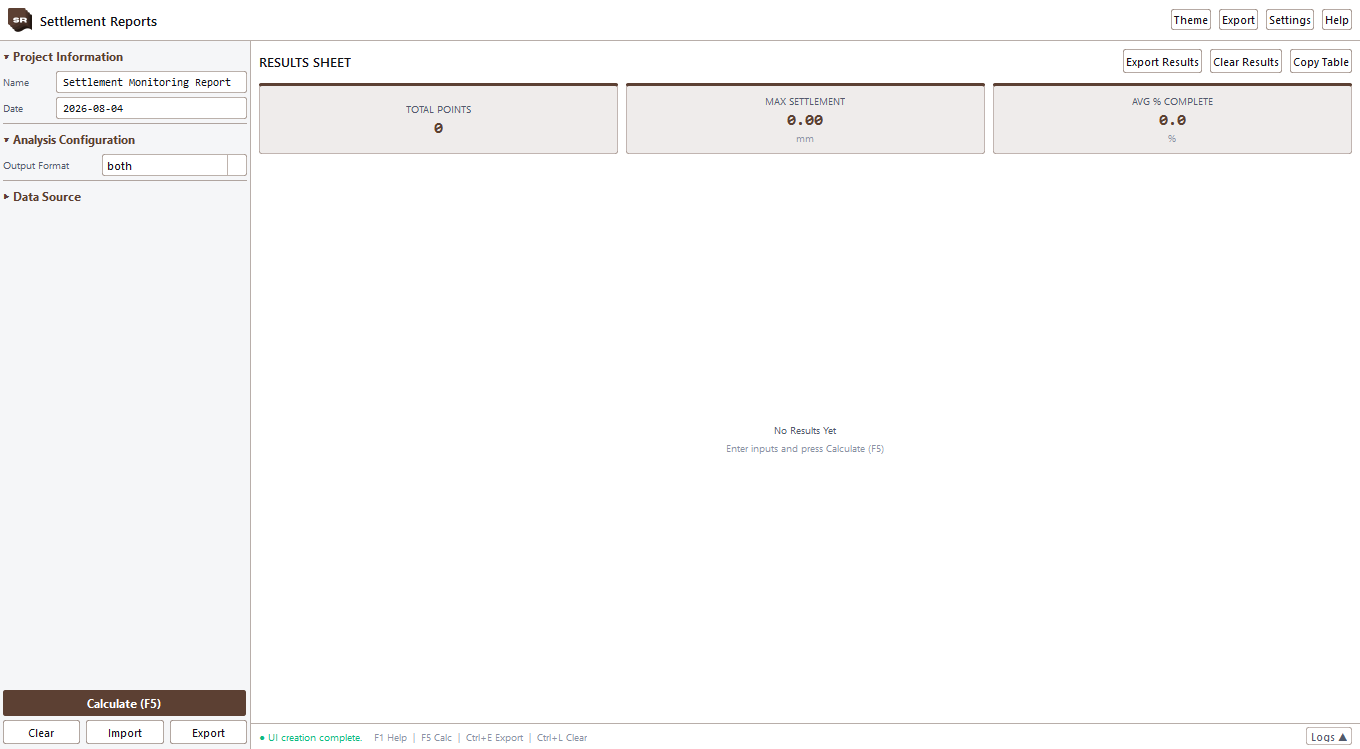 SR Settlement Reports Theme Export Settings Help
▾ Project Information
Name Settlement Monitoring Report
Date 2026-08-04
▾ Analysis Configuration
Output Format both
▸ Data Source
Calculate (F5)
Clear Import Export
RESULTS SHEET Export Results Clear Results Copy Table
TOTAL POINTS
0
MAX SETTLEMENT
0.00
mm
AVG % COMPLETE
0.0
%
No Results Yet
Enter inputs and press Calculate (F5)
● UI creation complete. F1 Help | F5 Calc | Ctrl+E Export | Ctrl+L Clear Logs ▲